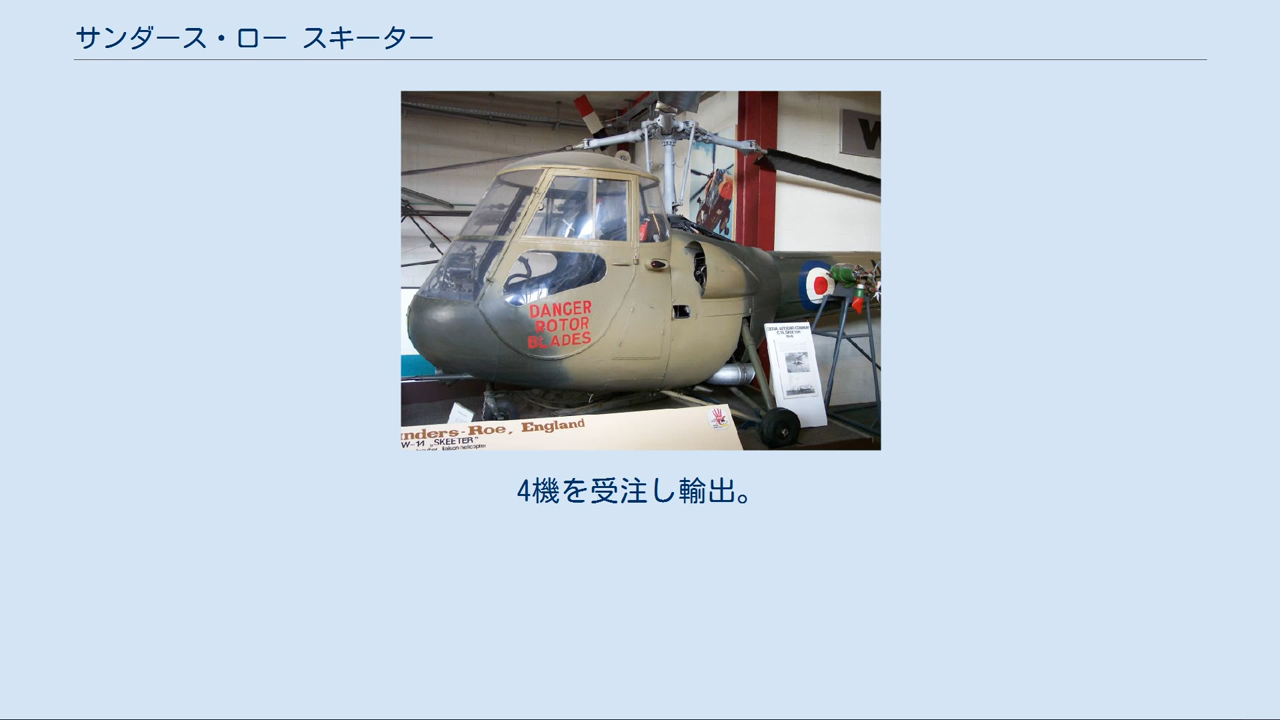 サンダース・ロー スキーター
DANGER
ROTOR
BLADES
nders-Roe, England
W-14 „SKEETER"
4機を受注し輸出。